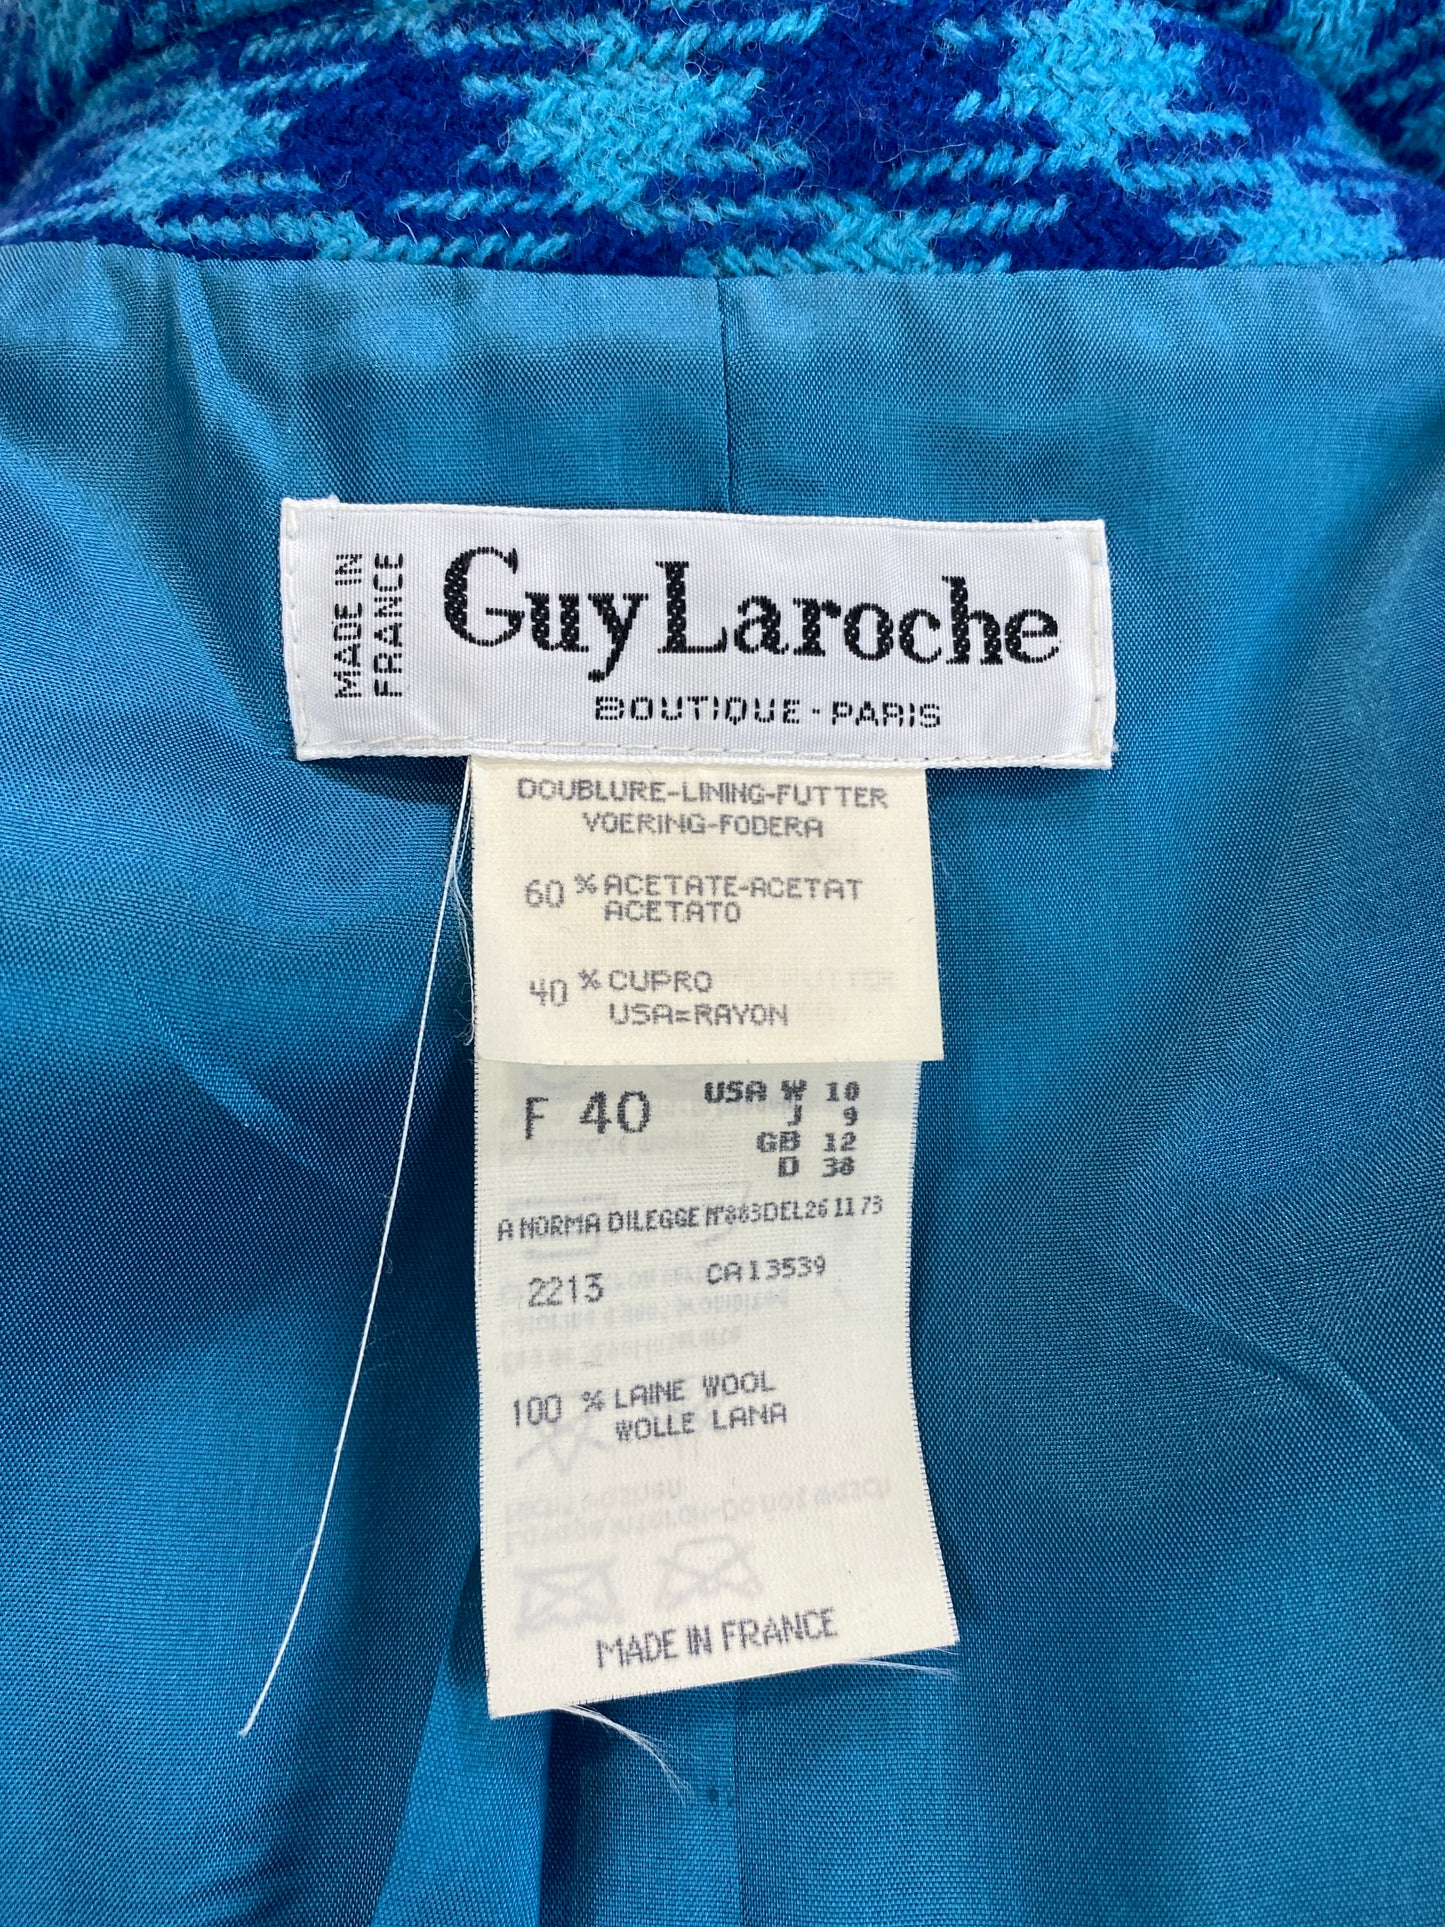 MADE IN
FRANCE
Guy Laroche
BOUTIQUE - PARIS
DOUBLURE-LINING-FUTTER
VOERING-FODERA
60 % ACETATE-ACETAT
ACETATO
40 % CUPRO
USA=RAYON
F 40
USA W 10
J 9
GB 12
D 38
A NORMA DI LEGGE N°883 DEL 26 11 73
2213 CA13539
100 % LAINE WOOL
WOLLE LANA
MADE IN FRANCE